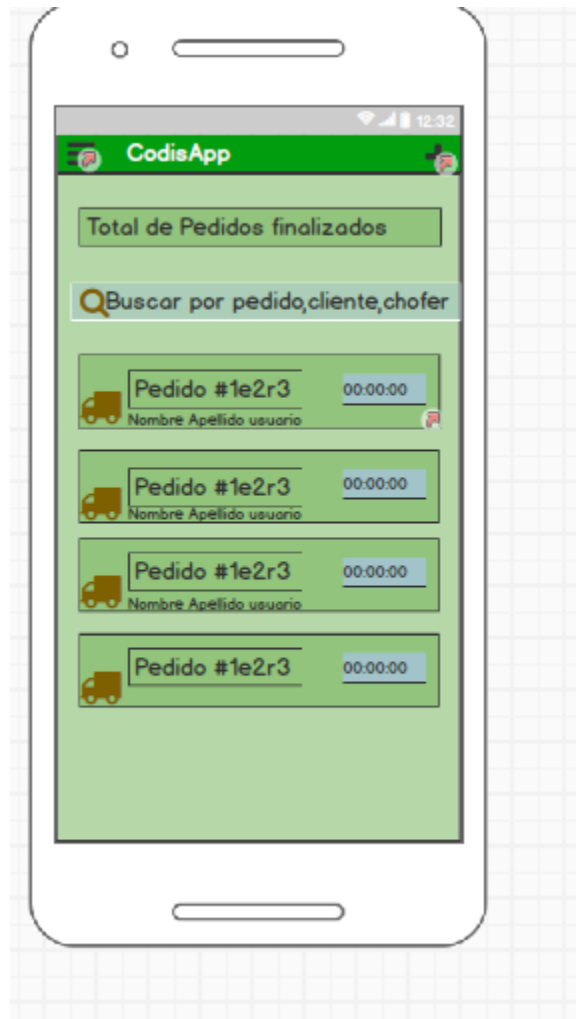 12:32
CodisApp
Total de Pedidos finalizados
Buscar por pedido,cliente,chofer
Pedido #1e2r3
00:00:00
Nombre Apellido usuario
Pedido #1e2r3
00:00:00
Nombre Apellido usuario
Pedido #1e2r3
00:00:00
Nombre Apellido usuario
Pedido #1e2r3
00:00:00